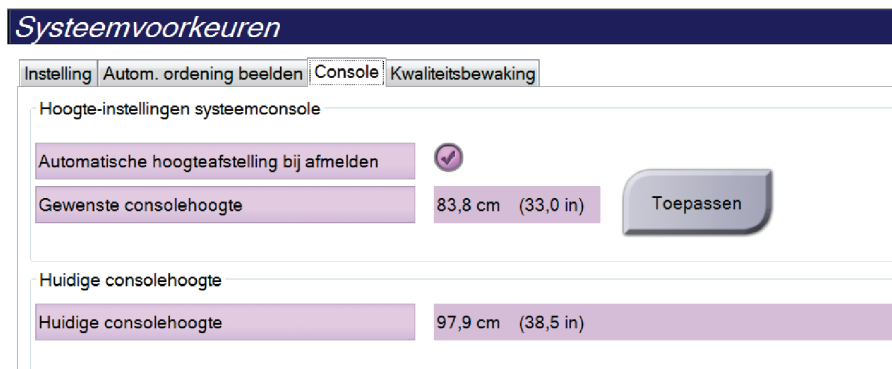 Systeemvoorkeuren
Instelling Autom. ordening beelden Console Kwaliteitsbewaking
Hoogte-instellingen systeemconsole
Automatische hoogteafstelling bij afmelden
Gewenste consolehoogte 83,8 cm (33,0 in) Toepassen
Huidige consolehoogte
Huidige consolehoogte 97,9 cm (38,5 in)